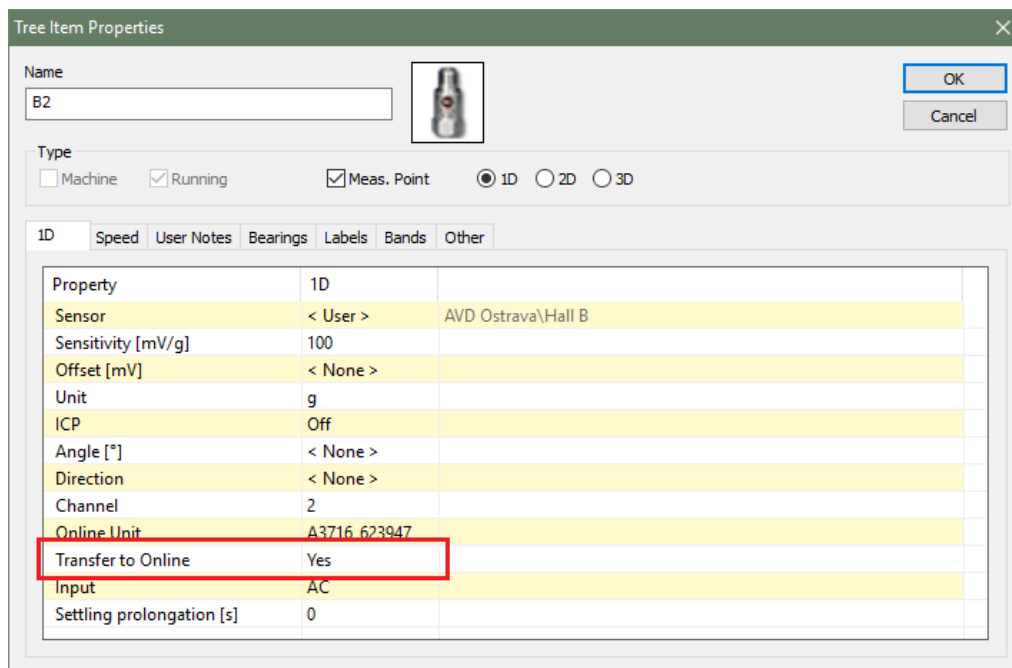 Tree Item Properties
Name
B2
OK
Cancel
Type
Machine Running Meas. Point 1D 2D 3D
1D Speed User Notes Bearings Labels Bands Other
Property 1D
Sensor < User > AVD Ostrava\Hall B
Sensitivity [mV/g] 100
Offset [mV] < None >
Unit g
ICP Off
Angle [°] < None >
Direction < None >
Channel 2
Online Unit A3716_623947
Transfer to Online Yes
Input AC
Settling prolongation [s] 0